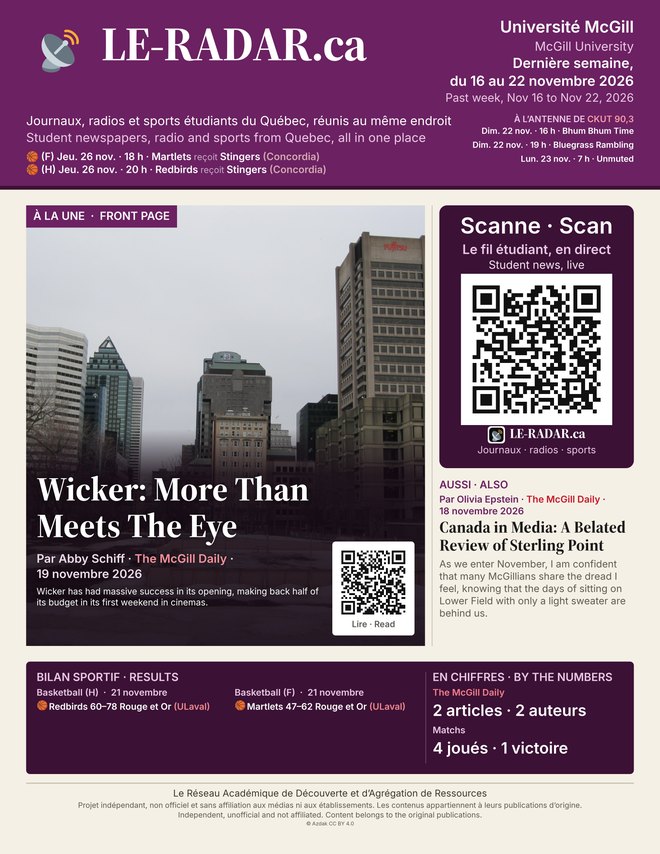 LE-RADAR.ca
Université McGill
McGill University
Dernière semaine,
du 16 au 22 novembre 2026
Past week, Nov 16 to Nov 22, 2026
Journaux, radios et sports étudiants du Québec, réunis au même endroit
Student newspapers, radio and sports from Quebec, all in one place
(F) Jeu. 26 nov. · 18 h · Martlets reçoit Stingers (Concordia)
(H) Jeu. 26 nov. · 20 h · Redbirds reçoit Stingers (Concordia)
À L'ANTENNE DE CKUT 90,3
Dim. 22 nov. · 16 h · Bhum Bhum Time
Dim. 22 nov. · 19 h · Bluegrass Rambling
Lun. 23 nov. · 7 h · Unmuted
À LA UNE · FRONT PAGE
FUJITSU
Wicker: More Than
Meets The Eye
Par Abby Schiff · The McGill Daily ·
19 novembre 2026
Wicker has had massive success in its opening, making back half of
its budget in its first weekend in cinemas.
Lire · Read
Scanne · Scan
Le fil étudiant, en direct
Student news, live
LE-RADAR.ca
Journaux · radios · sports
AUSSI · ALSO
Par Olivia Epstein · The McGill Daily ·
18 novembre 2026
Canada in Media: A Belated
Review of Sterling Point
As we enter November, I am confident
that many McGillians share the dread I
feel, knowing that the days of sitting on
Lower Field with only a light sweater are
behind us.
BILAN SPORTIF · RESULTS
Basketball (H) · 21 novembre
Redbirds 60–78 Rouge et Or (ULaval)
Basketball (F) · 21 novembre
Martlets 47–62 Rouge et Or (ULaval)
EN CHIFFRES · BY THE NUMBERS
The McGill Daily
2 articles · 2 auteurs
Matchs
4 joués · 1 victoire
Le Réseau Académique de Découverte et d'Agrégation de Ressources
Projet indépendant, non officiel et sans affiliation aux médias ni aux établissements. Les contenus appartiennent à leurs publications d'origine.
Independent, unofficial and not affiliated. Content belongs to the original publications.
© Azdak CC BY 4.0